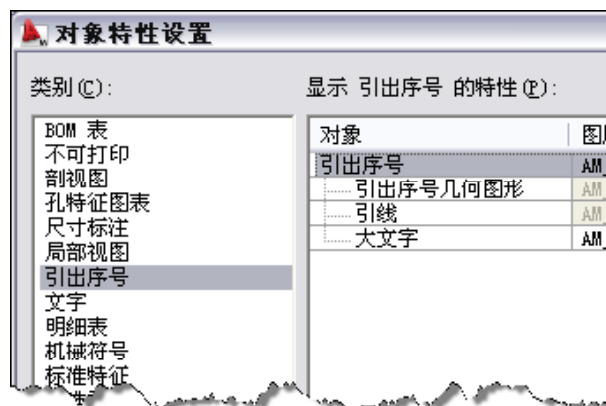 对象特性设置
类别(C):
显示 引出序号 的特性(P):
BOM 表
不可打印
剖视图
孔特征图表
尺寸标注
局部视图
引出序号
文字
明细表
机械符号
标准特征
对象
引出序号 AM_
引出序号几何图形 AM_
引线 AM_
大文字 AM_